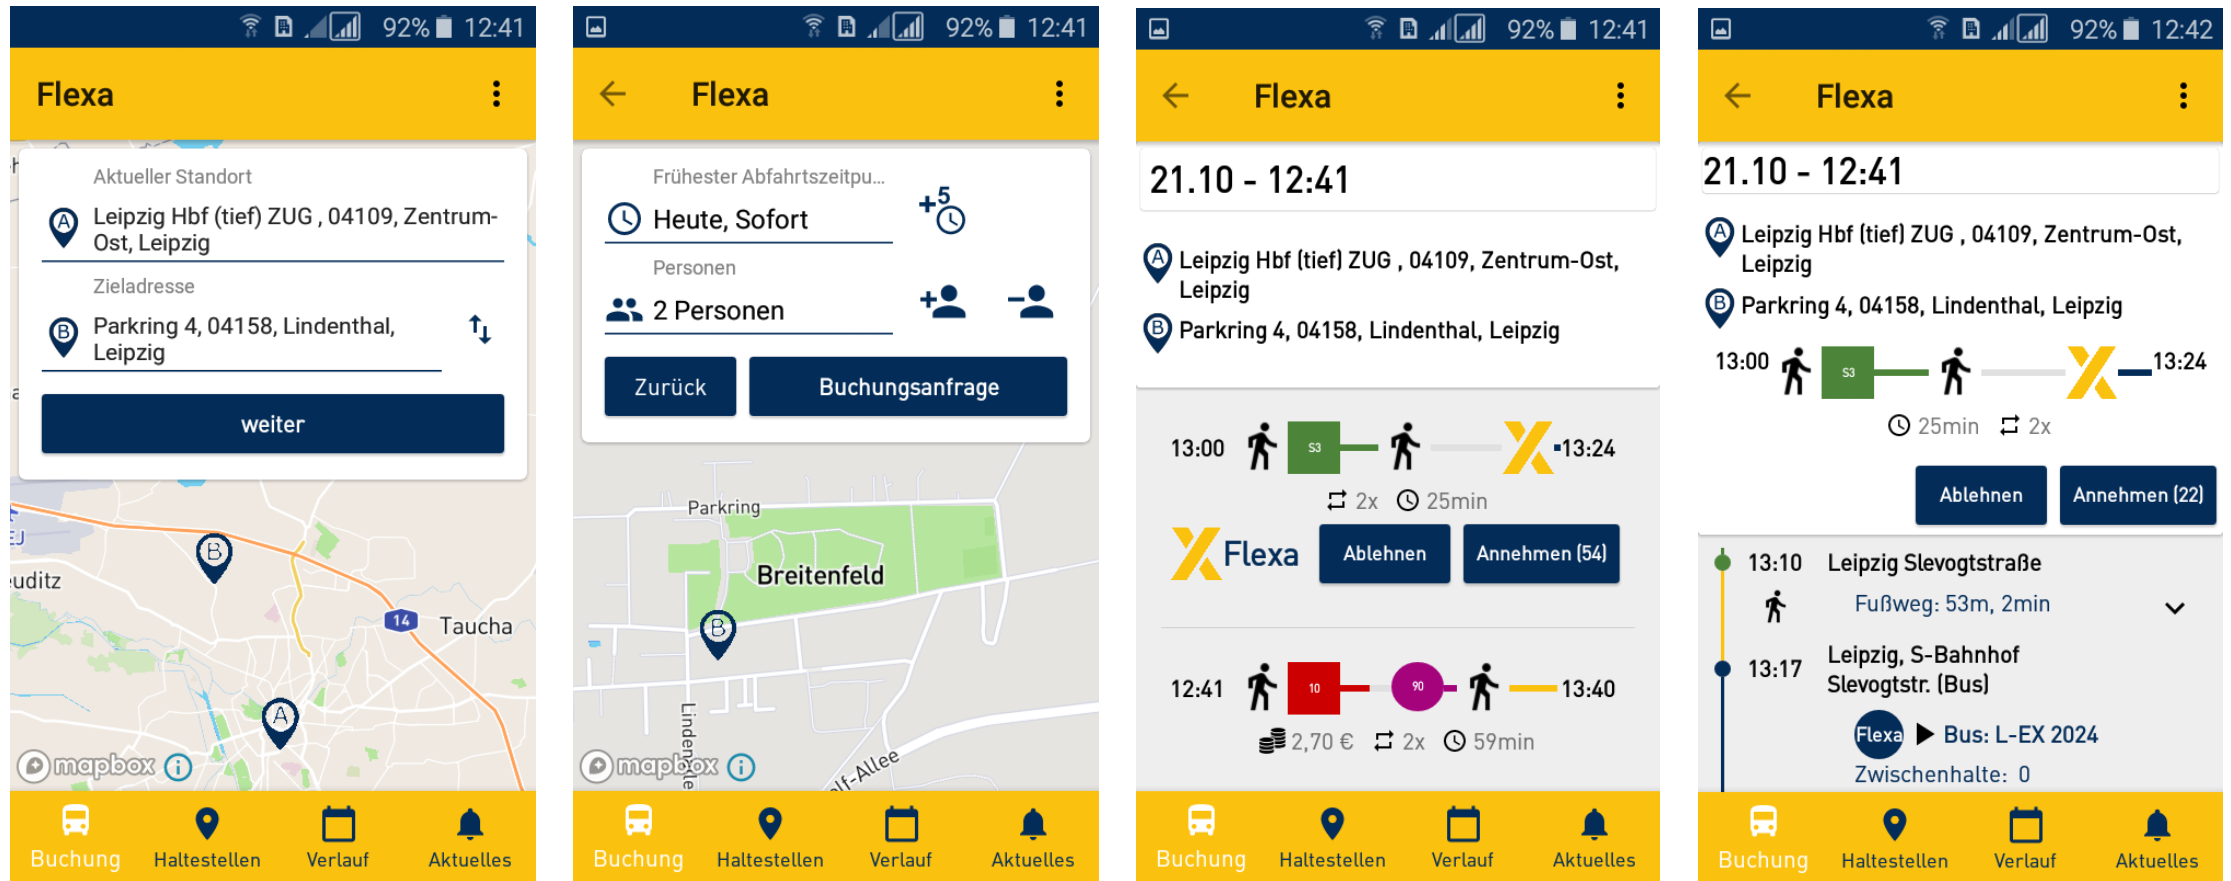 92% 12:41
Flexa
Aktueller Standort
A
Leipzig Hbf (tief) ZUG , 04109, Zentrum-
Ost, Leipzig
Zieladresse
B
Parkring 4, 04158, Lindenthal,
Leipzig
weiter
B
uditz
14
Taucha
A
mapbox
Buchung Haltestellen Verlauf Aktuelles
92% 12:41
Flexa
Frühester Abfahrtszeitpu...
Heute, Sofort
+5
Personen
2 Personen
Zurück
Buchungsanfrage
Parkring
Breitenfeld
B
Lindenthale
olf-Allee
mapbox
Buchung Haltestellen Verlauf Aktuelles
92% 12:41
Flexa
21.10 - 12:41
A
Leipzig Hbf (tief) ZUG , 04109, Zentrum-Ost,
Leipzig
B
Parkring 4, 04158, Lindenthal, Leipzig
13:00 S3 13:24
2x 25min
Flexa
Ablehnen
Annehmen (54)
12:41 10 90 13:40
2,70 € 2x 59min
Buchung Haltestellen Verlauf Aktuelles
92% 12:42
Flexa
21.10 - 12:41
A
Leipzig Hbf (tief) ZUG , 04109, Zentrum-Ost,
Leipzig
B
Parkring 4, 04158, Lindenthal, Leipzig
13:00 S3 13:24
25min 2x
Ablehnen
Annehmen (22)
13:10 Leipzig Slevogtstraße
Fußweg: 53m, 2min
13:17 Leipzig, S-Bahnhof
Slevogtstr. (Bus)
Flexa Bus: L-EX 2024
Zwischenhalte: 0
Buchung Haltestellen Verlauf Aktuelles